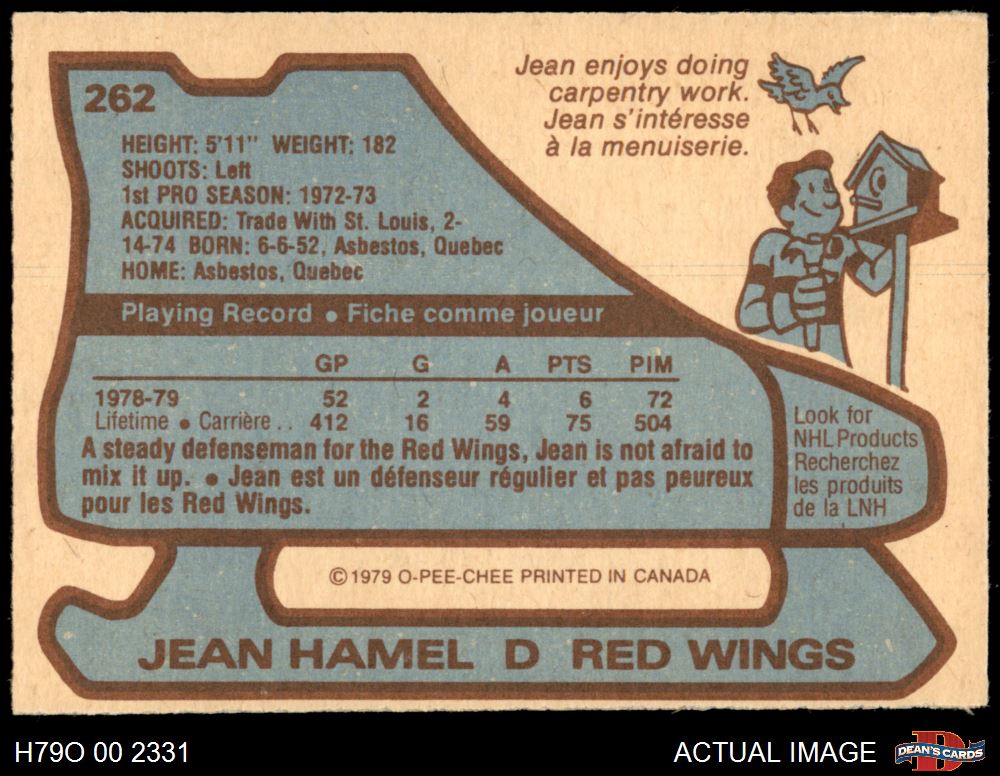 262
Jean enjoys doing
carpentry work.
Jean s'intéresse
à la menuiserie.
HEIGHT: 5'11" WEIGHT: 182
SHOOTS: Left
1st PRO SEASON: 1972-73
ACQUIRED: Trade With St. Louis, 2-
14-74 BORN: 6-6-52, Asbestos, Quebec
HOME: Asbestos, Quebec
Playing Record • Fiche comme joueur
GP G A PTS PIM
1978-79 52 2 4 6 72
Lifetime • Carrière . . 412 16 59 75 504
A steady defenseman for the Red Wings, Jean is not afraid to
mix it up. • Jean est un défenseur régulier et pas peureux
pour les Red Wings.
Look for
NHL Products
Recherchez
les produits
de la LNH
© 1979 O-PEE-CHEE PRINTED IN CANADA
JEAN HAMEL D RED WINGS
H79O 00 2331
ACTUAL IMAGE
DEAN'S CARDS